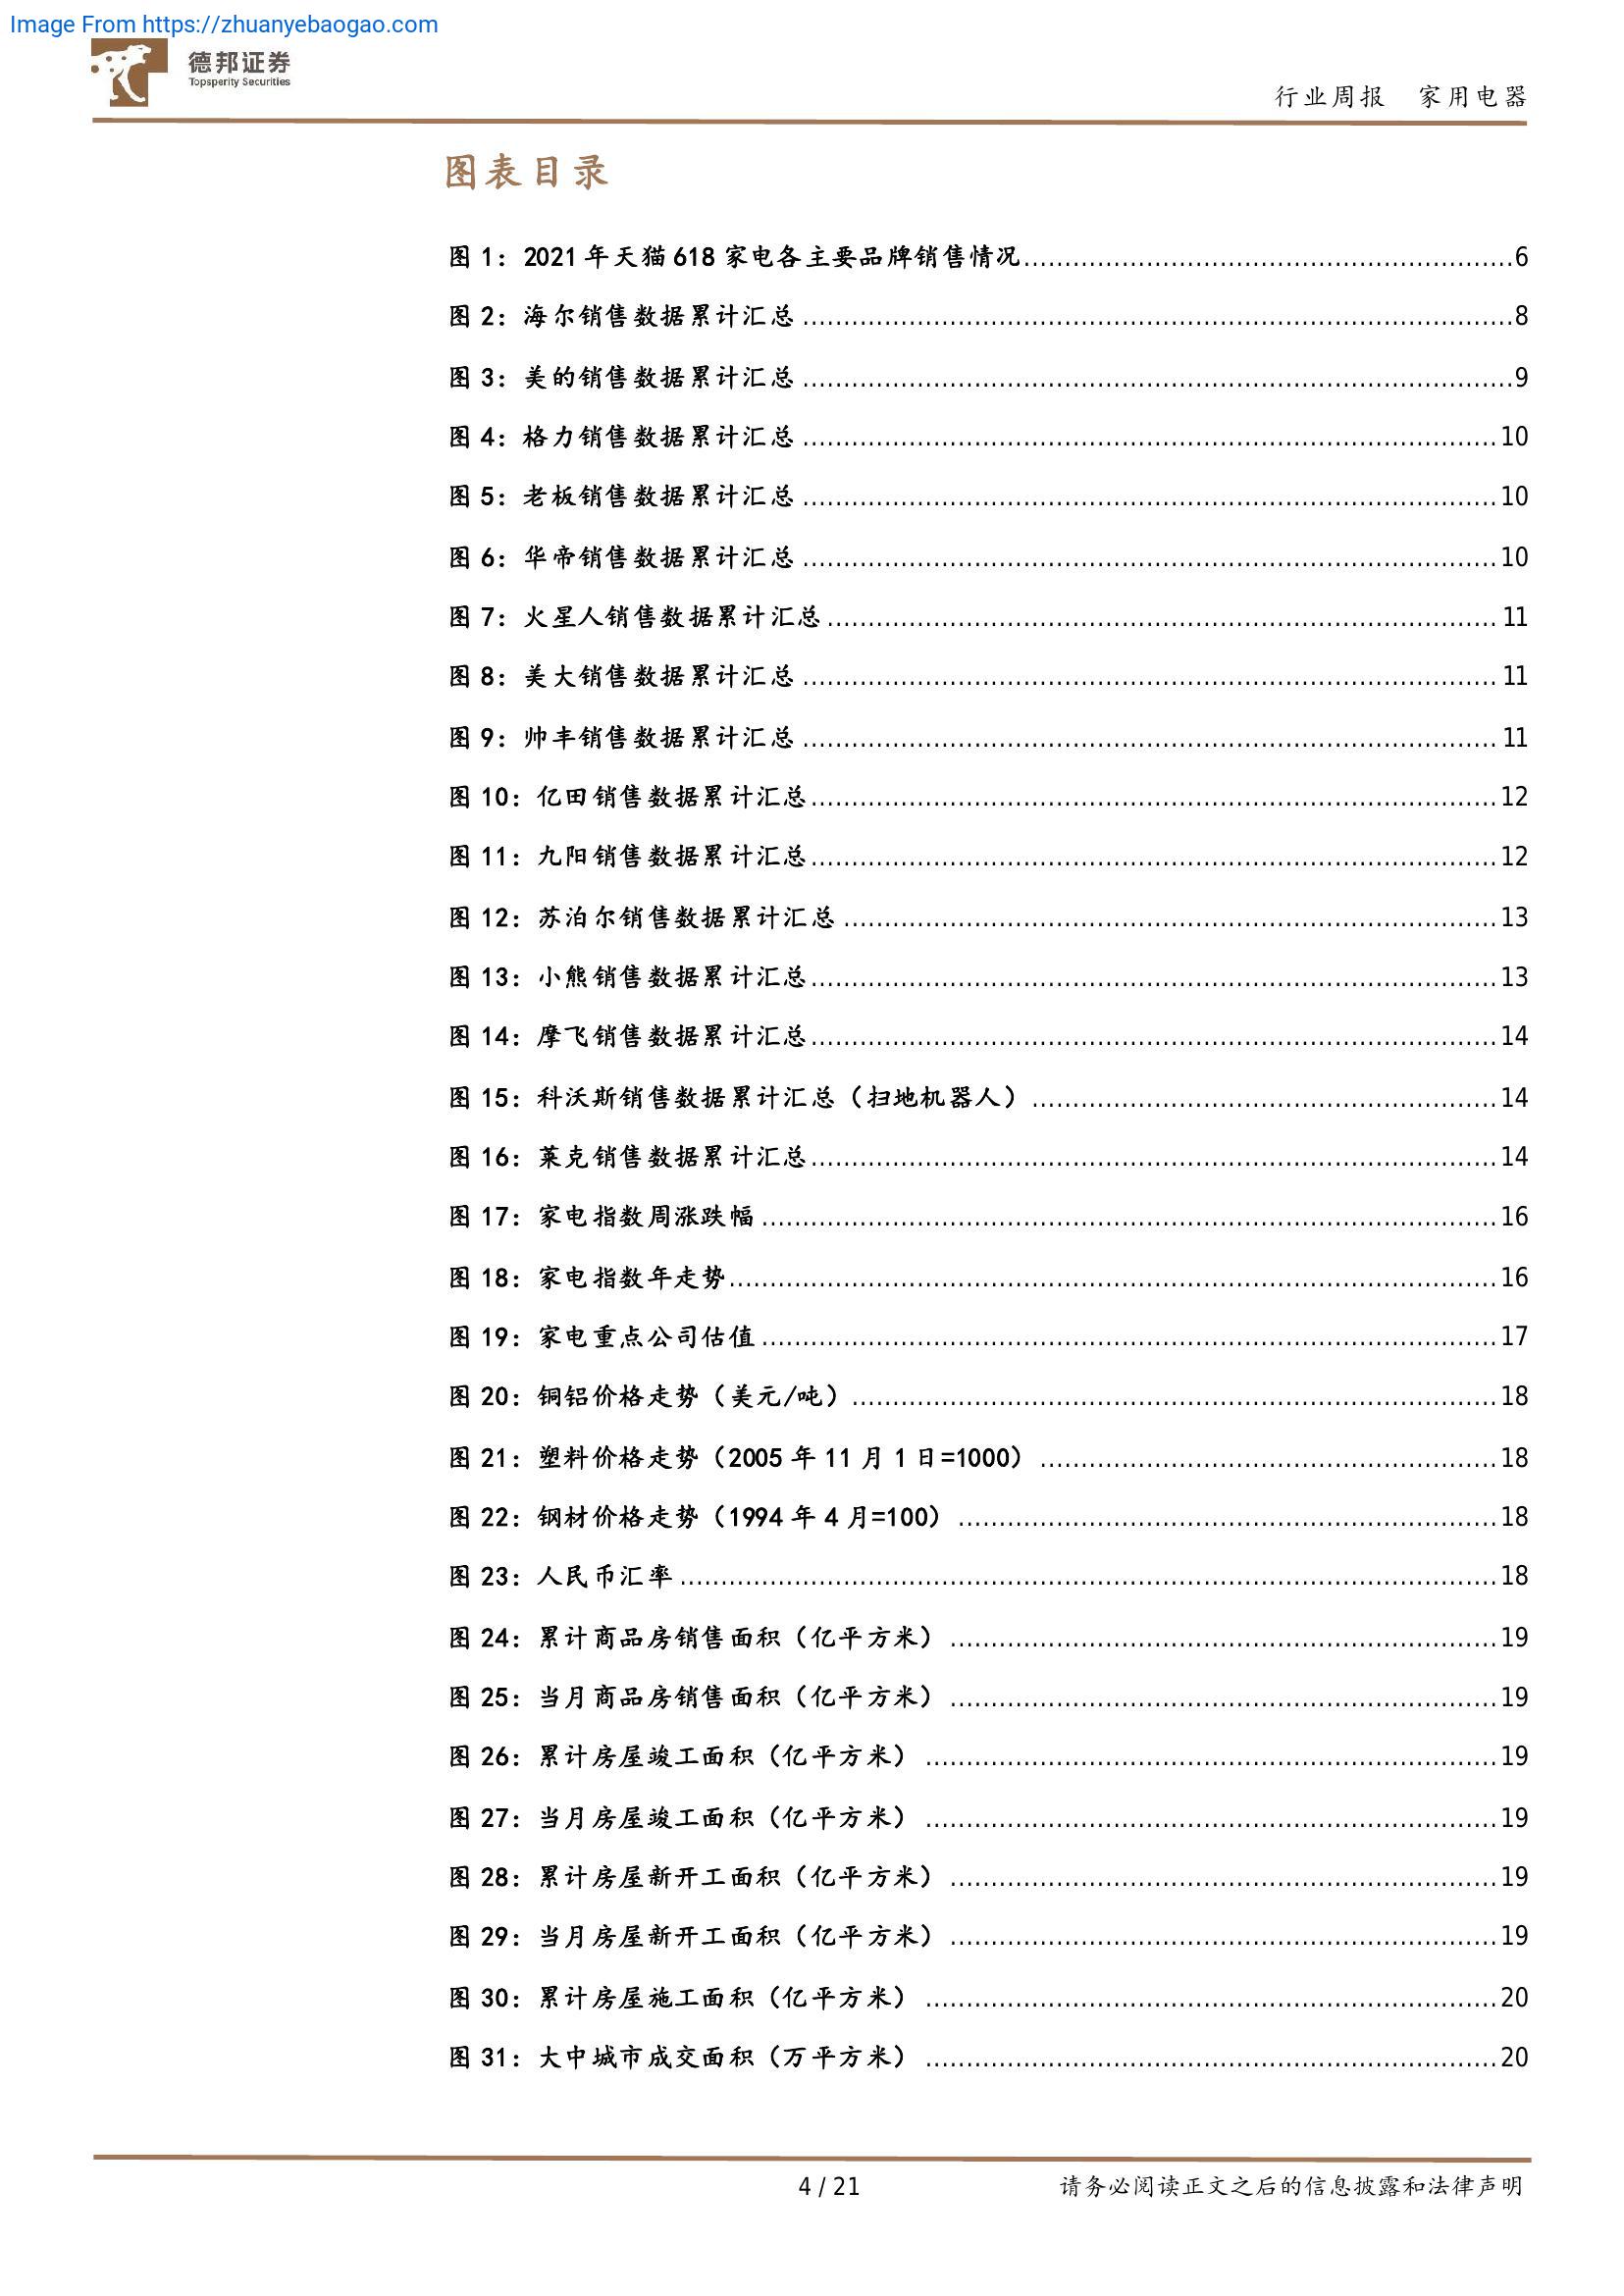 Image From https://zhuanyebaogao.com
德邦证券
Topsperity Securities
行业周报 家用电器
图表目录
图 1：2021 年天猫 618 家电各主要品牌销售情况............................................................6
图 2：海尔销售数据累计汇总.......................................................................................8
图 3：美的销售数据累计汇总.......................................................................................9
图 4：格力销售数据累计汇总.....................................................................................10
图 5：老板销售数据累计汇总.....................................................................................10
图 6：华帝销售数据累计汇总.....................................................................................10
图 7：火星人销售数据累计汇总..................................................................................11
图 8：美大销售数据累计汇总.....................................................................................11
图 9：帅丰销售数据累计汇总.....................................................................................11
图 10：亿田销售数据累计汇总....................................................................................12
图 11：九阳销售数据累计汇总....................................................................................12
图 12：苏泊尔销售数据累计汇总................................................................................13
图 13：小熊销售数据累计汇总....................................................................................13
图 14：摩飞销售数据累计汇总....................................................................................14
图 15：科沃斯销售数据累计汇总（扫地机器人）.........................................................14
图 16：莱克销售数据累计汇总....................................................................................14
图 17：家电指数周涨跌幅..........................................................................................16
图 18：家电指数年走势..............................................................................................16
图 19：家电重点公司估值..........................................................................................17
图 20：铜铝价格走势（美元/吨）...............................................................................18
图 21：塑料价格走势（2005 年 11 月 1 日=1000）........................................................18
图 22：钢材价格走势（1994 年 4 月=100）..................................................................18
图 23：人民币汇率....................................................................................................18
图 24：累计商品房销售面积（亿平方米）...................................................................19
图 25：当月商品房销售面积（亿平方米）...................................................................19
图 26：累计房屋竣工面积（亿平方米）......................................................................19
图 27：当月房屋竣工面积（亿平方米）......................................................................19
图 28：累计房屋新开工面积（亿平方米）...................................................................19
图 29：当月房屋新开工面积（亿平方米）...................................................................19
图 30：累计房屋施工面积（亿平方米）......................................................................20
图 31：大中城市成交面积（万平方米）......................................................................20
4 / 21 请务必阅读正文之后的信息披露和法律声明